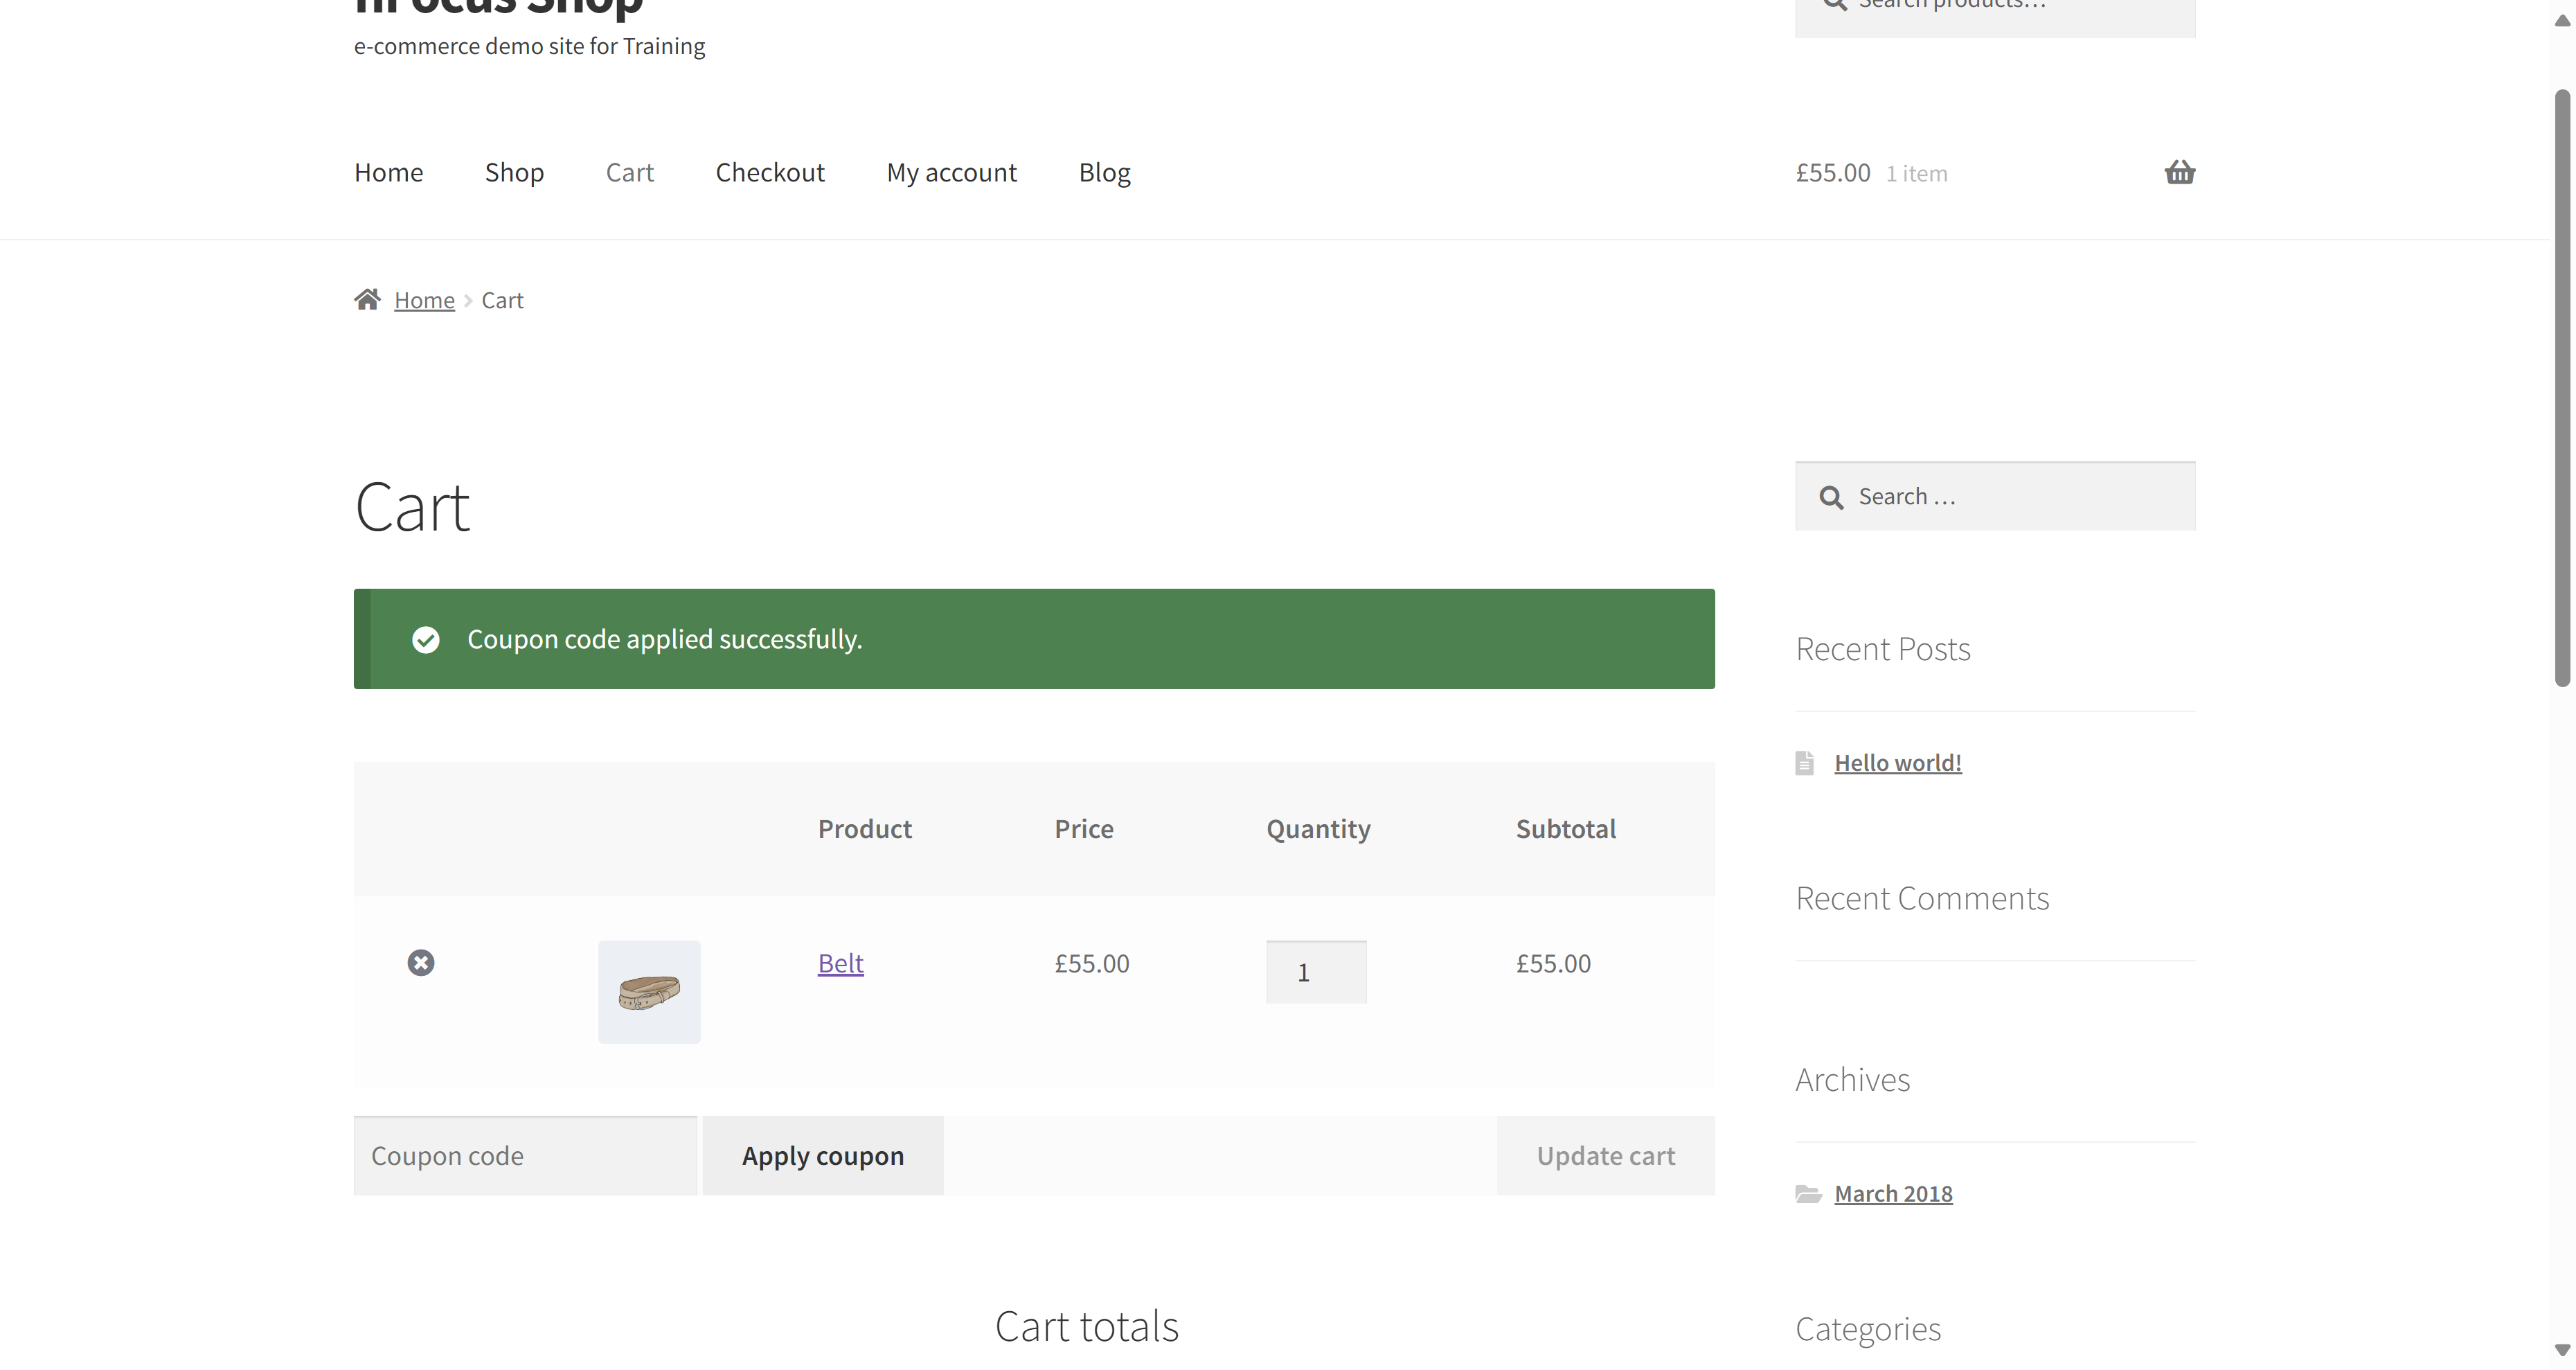 nFocus Shop
Search products…
e-commerce demo site for Training
Home Shop Cart Checkout My account Blog
£55.00 1 item
Home Cart
Cart
Search …
Coupon code applied successfully.
Recent Posts
Hello world!
Product Price Quantity Subtotal
Recent Comments
Belt £55.00 1 £55.00
Archives
Coupon code Apply coupon Update cart
March 2018
Cart totals
Categories